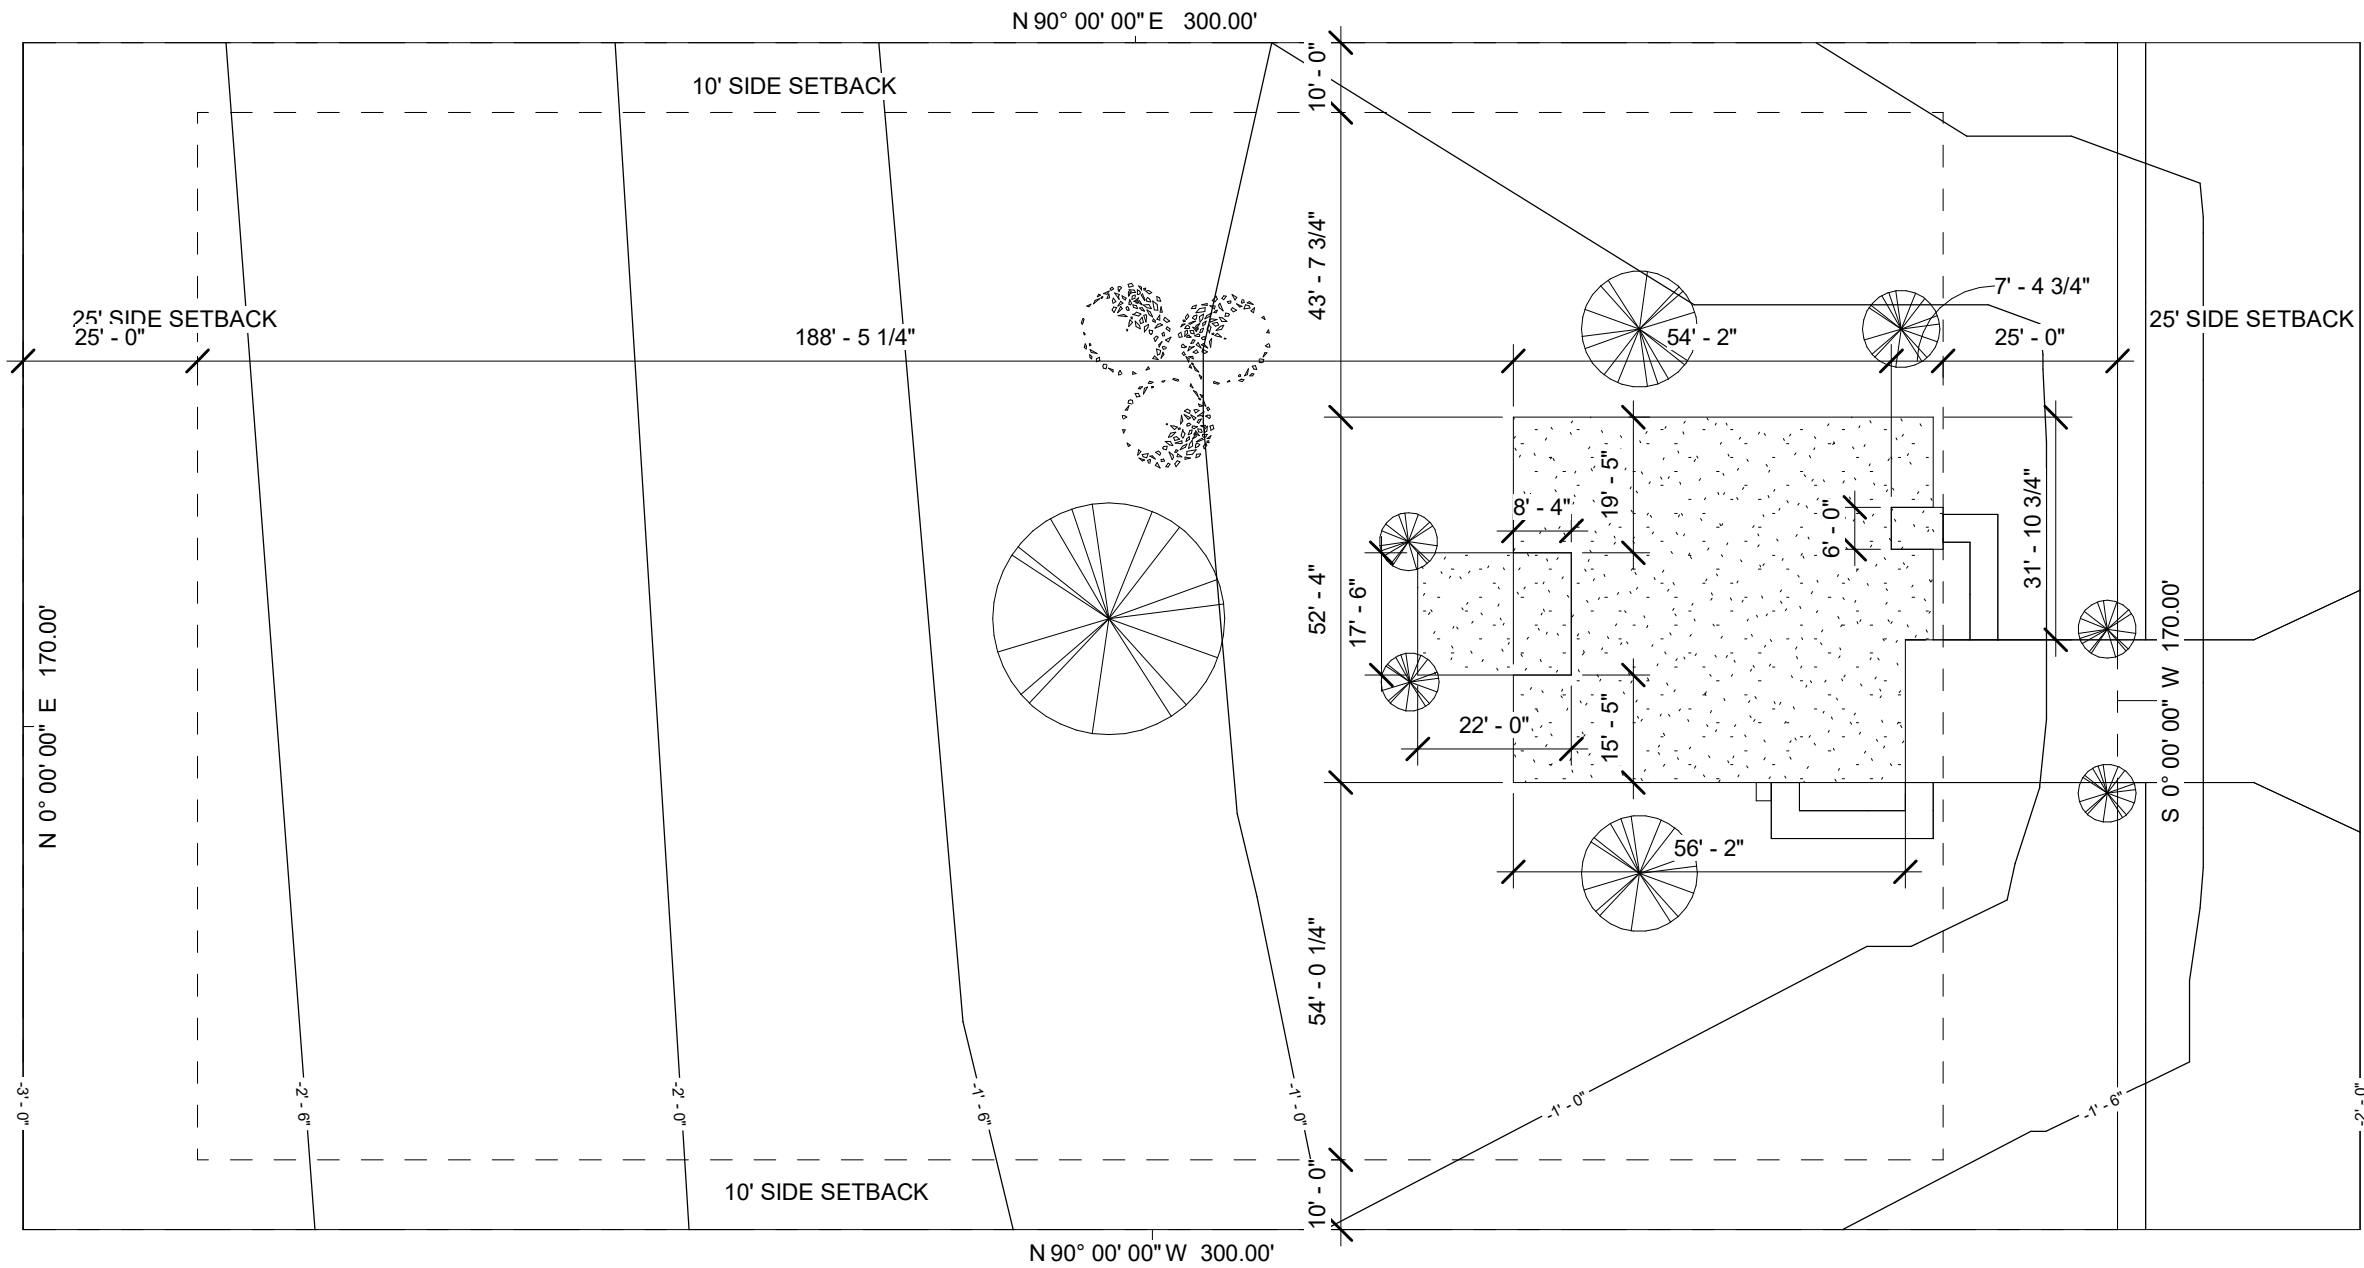 N 90° 00' 00" E 300.00'
10' - 0"
10' SIDE SETBACK
43' - 7 3/4"
7' - 4 3/4"
25' SIDE SETBACK
25' - 0"
188' - 5 1/4"
54' - 2"
25' - 0"
25' SIDE SETBACK
19' - 5"
8' - 4"
6' - 0"
31' - 10 3/4"
52' - 4"
17' - 6"
N 0° 00' 00" E 170.00'
S 0° 00' 00" W 170.00'
22' - 0"
15' - 5"
56' - 2"
54' - 0 1/4"
-3' - 0"
-2' - 6"
-2' - 0"
-1' - 6"
-1' - 0"
-1' - 0"
-1' - 6"
-2' - 0"
10' SIDE SETBACK
10' - 0"
N 90° 00' 00" W 300.00'